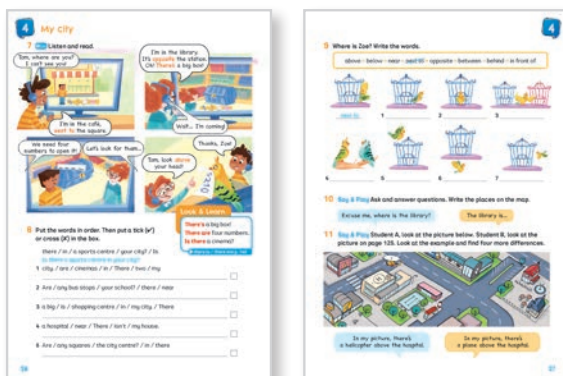 4 My City
7 Listen and read.
Tom, where are you?
I can't see you!
I'm in the café,
next to the square.
I'm in the library.
It's opposite the station.
Oh! There's a big box!
Wait... I'm coming!
We need four
numbers to open it!
Let's look for them...
Tom, look above
your head!
Thanks, Zoe!
Look & Learn
There's a big box!
There are four numbers.
Is there a cinema?
8 Put the words in order. Then put a tick (✔)
or cross (✗) in the box.
there / in / a sports centre / your city? / Is
Is there a sports centre in your city?
1 city / are / cinemas / in / There / two / my
2 Are / any bus stops / your school? / there / near
3 a big / is / shopping centre / in / my city / There
4 a hospital / near / There / isn't / my house.
5 Are / any squares / the city centre? / in / there
4
9 Where is Zoe? Write the words.
above - below - near - next to - opposite - between - behind - in front of
next to
1
2
3
4
5
6
7
10 Say & Play Ask and answer questions. Write the places on the map.
Excuse me, where is the library?
The library is...
11 Say & Play Student A, look at the picture below. Student B, look at the
picture on page 125. Look at the example and find four more differences.
In my picture, there's
a helicopter above the hospital.
In my picture, there's
a plane above the hospital.